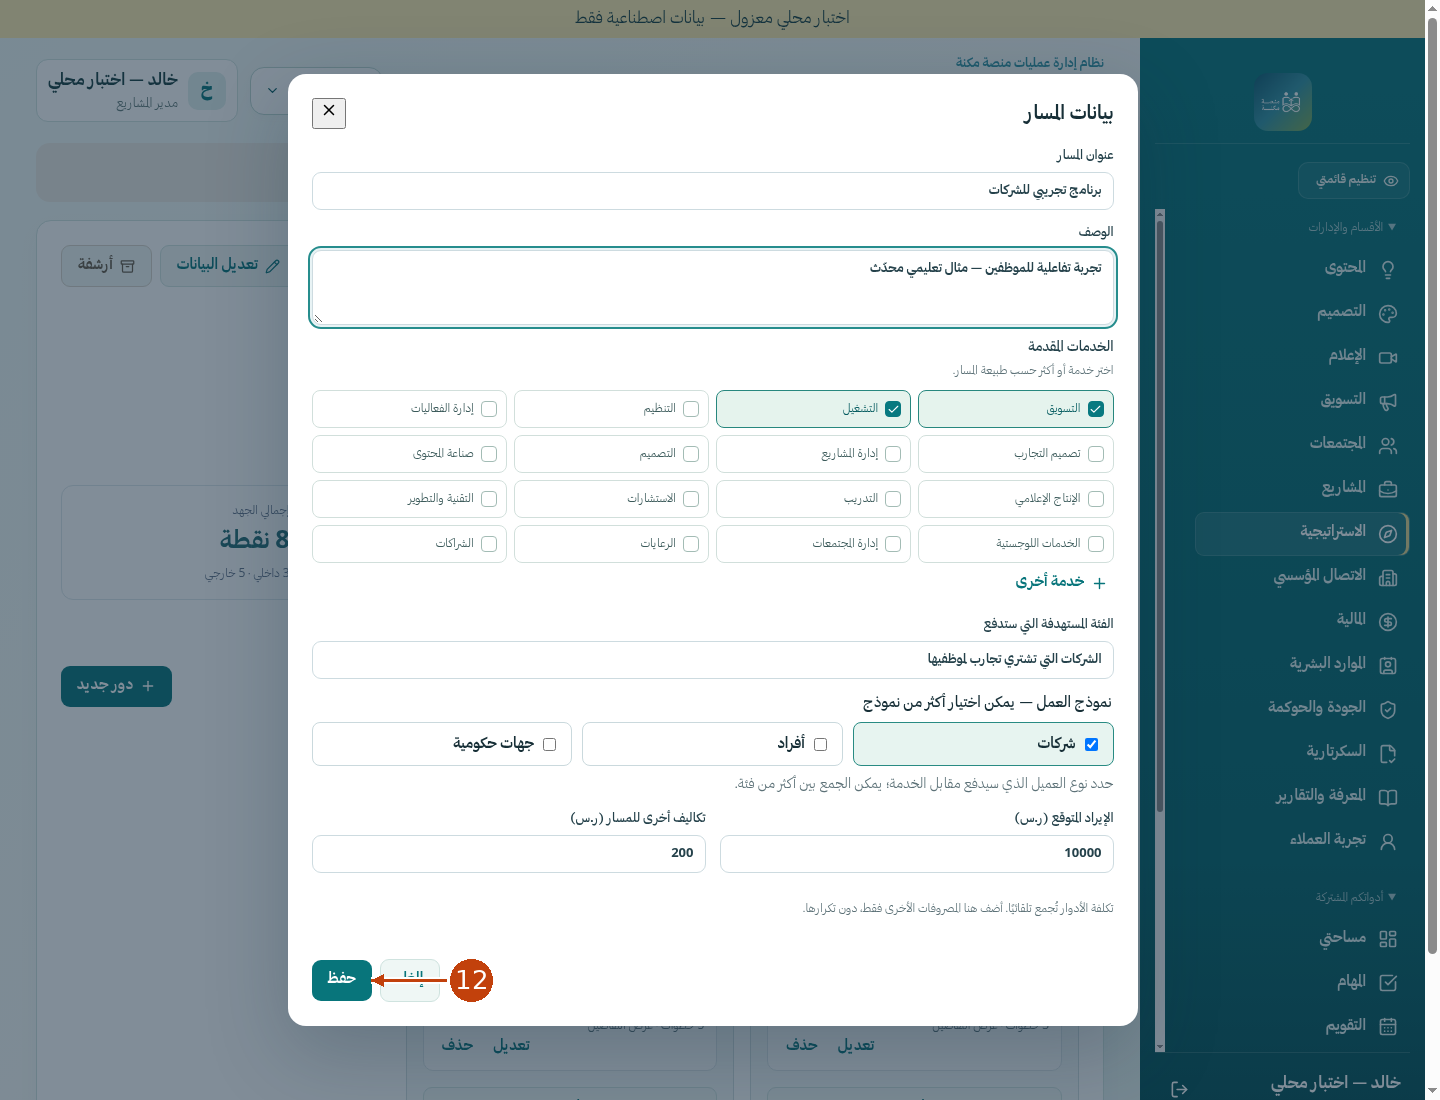 اختبار محلي معزول — بيانات اصطناعية فقط
نظام إدارة عمليات منصة مكنة
خالد — اختبار محلي
مدير المشاريع
خ
تنظيم قائمتي
▼ الأقسام والإدارات
المحتوى
التصميم
الإعلام
التسويق
المجتمعات
المشاريع
الاستراتيجية
الاتصال المؤسسي
المالية
الموارد البشرية
الجودة والحوكمة
السكرتارية
المعرفة والتقارير
تجربة العملاء
▼ أدواتكم المشتركة
مساحتي
المهام
التقويم
خالد — اختبار محلي
تعديل البيانات
أرشفة
إجمالي الجهد
8 نقطة
3 داخلي · 5 خارجي
+ دور جديد
بيانات المسار
عنوان المسار
برنامج تجريبي للشركات
الوصف
تجربة تفاعلية للموظفين — مثال تعليمي محدّث
الخدمات المقدمة
اختر خدمة أو أكثر حسب طبيعة المسار.
التسويق
التشغيل
التنظيم
إدارة الفعاليات
تصميم التجارب
إدارة المشاريع
التصميم
صناعة المحتوى
الإنتاج الإعلامي
التدريب
الاستشارات
التقنية والتطوير
الخدمات اللوجستية
إدارة المجتمعات
الرعايات
الشراكات
+ خدمة أخرى
الفئة المستهدفة التي ستدفع
الشركات التي تشتري تجارب لموظفيها
نموذج العمل — يمكن اختيار أكثر من نموذج
شركات
أفراد
جهات حكومية
حدد نوع العميل الذي سيدفع مقابل الخدمة؛ يمكن الجمع بين أكثر من فئة.
الإيراد المتوقع (ر.س)
تكاليف أخرى للمسار (ر.س)
10000
200
تكلفة الأدوار تُجمع تلقائيًا. أضف هنا المصروفات الأخرى فقط، دون تكرارها.
12
حفظ
تعديل
حذف
تعديل
حذف